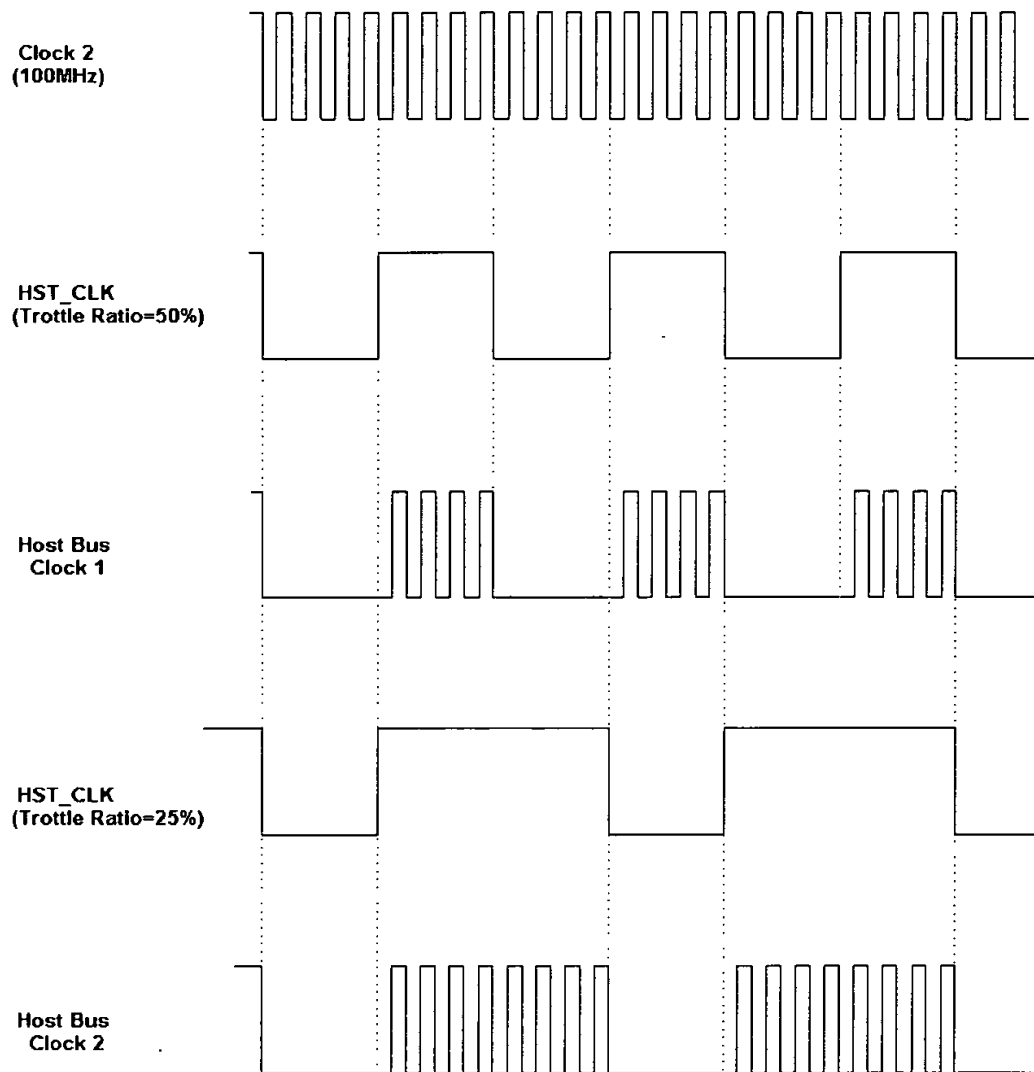 Clock 2
(100MHz)
HST_CLK
(Trottle Ratio=50%)
Host Bus
Clock 1
HST_CLK
(Trottle Ratio=25%)
Host Bus
Clock 2